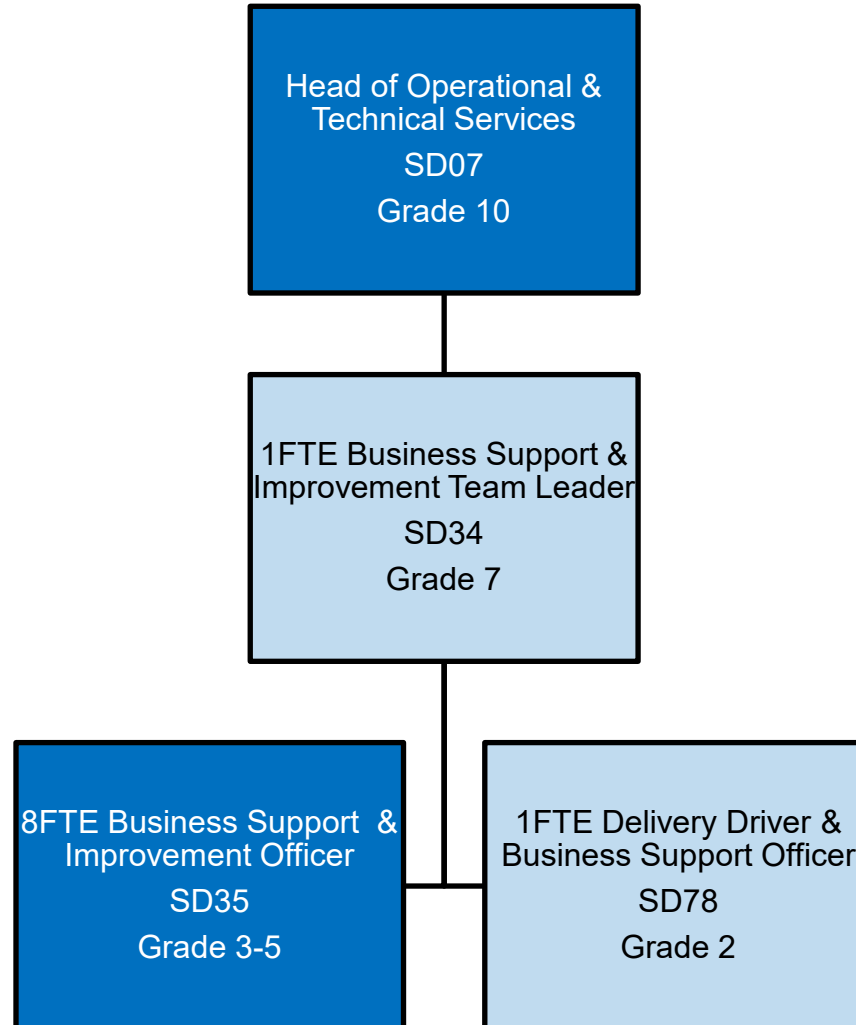 Head of Operational &
Technical Services
SD07
Grade 10
1FTE Business Support &
Improvement Team Leader
SD34
Grade 7
8FTE Business Support  &
Improvement Officer
SD35
Grade 3-5
1FTE Delivery Driver &
Business Support Officer
SD78
Grade 2